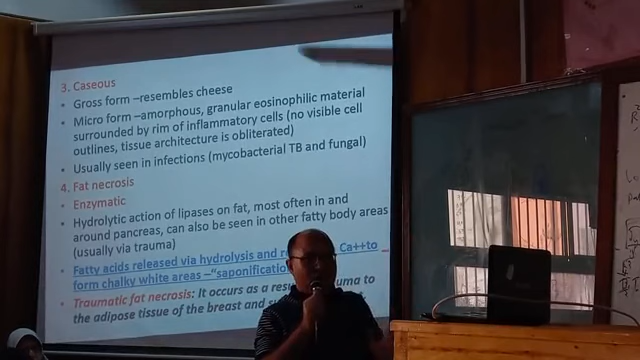 3. Caseous
• Gross form –resembles cheese
• Micro form –amorphous, granular eosinophilic material
surrounded by rim of inflammatory cells (no visible cell
outlines, tissue architecture is obliterated)
• Usually seen in infections (mycobacterial TB and fungal)
4. Fat necrosis
• Enzymatic
• Hydrolytic action of lipases on fat, most often in and
around pancreas, can also be seen in other fatty body areas
(usually via trauma)
• Fatty acids released via hydrolysis and Ca++to
form chalky white areas –"saponification
• Traumatic fat necrosis: It occurs as a to
the adipose tissue of the breast and